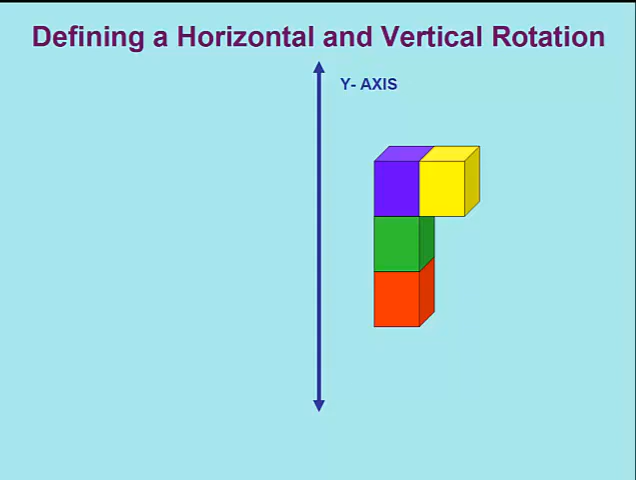 Defining a Horizontal and Vertical Rotation
Y- AXIS